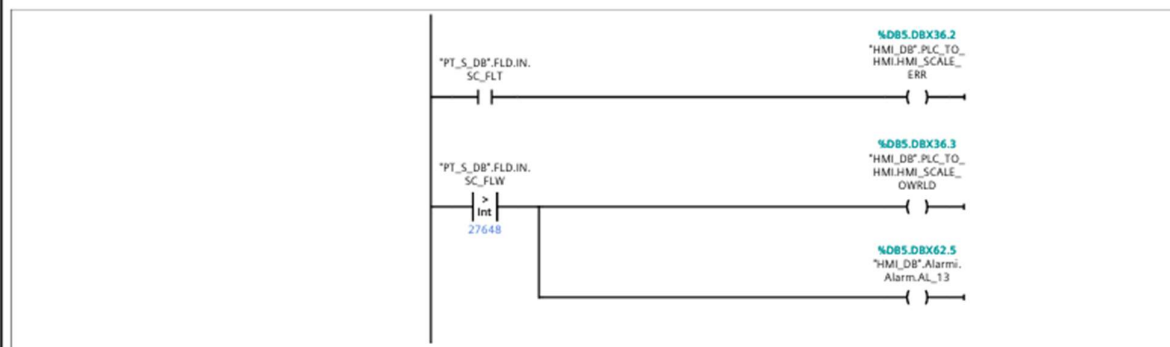 %DB5.DBX36.2
"HMI_DB".PLC_TO_
HMI.HMI_SCALE_
ERR
"PT_S_DB".FLD.IN.
SC_FLT
%DB5.DBX36.3
"HMI_DB".PLC_TO_
HMI.HMI_SCALE_
OWRLD
"PT_S_DB".FLD.IN.
SC_FLW
>
Int
27648
%DB5.DBX62.5
"HMI_DB".Alarmi.
Alarm.AL_13